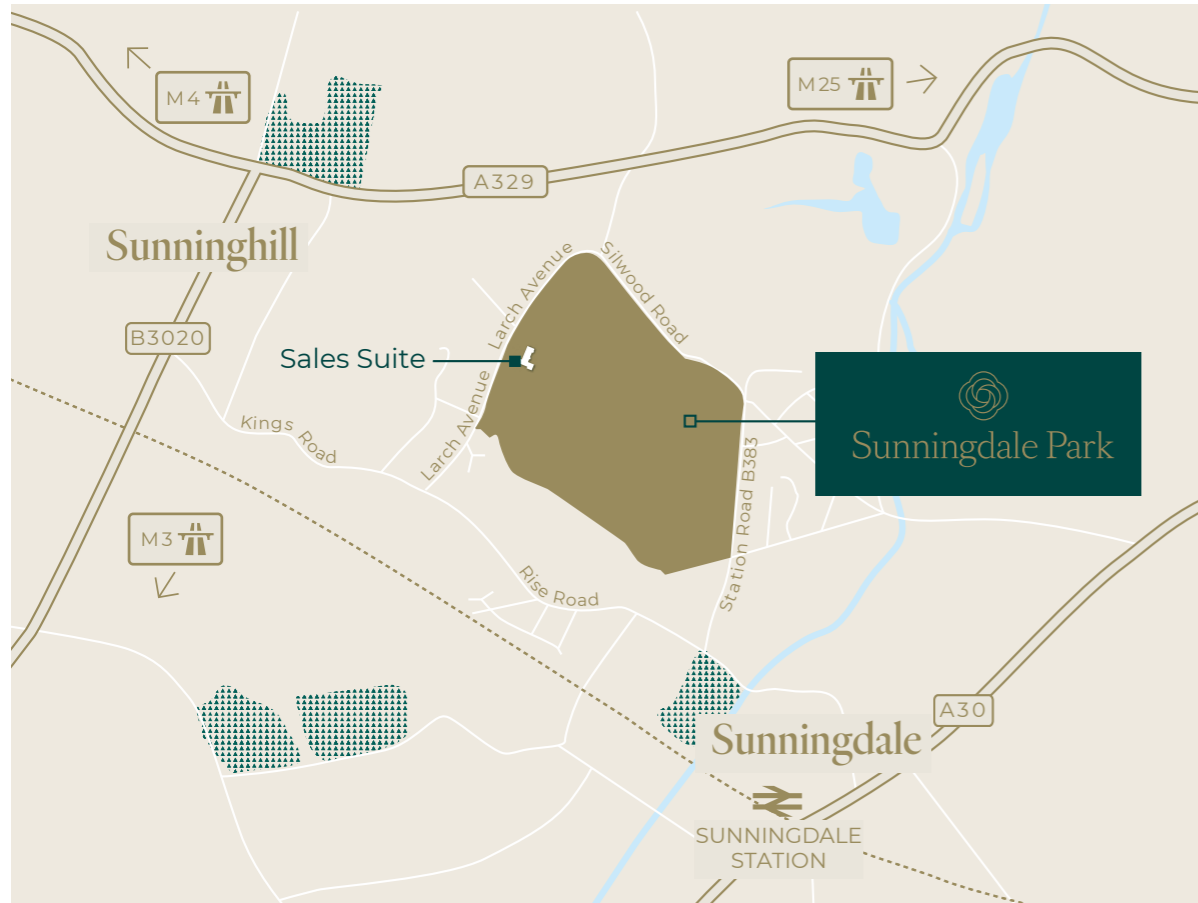 M4
M25
A329
Sunninghill
Larch Avenue
Silwood Road
B3020
Sales Suite
Larch Avenue
Kings Road
Sunningdale Park
Station Road B383
M3
Rise Road
A30
Sunningdale
SUNNINGDALE
STATION